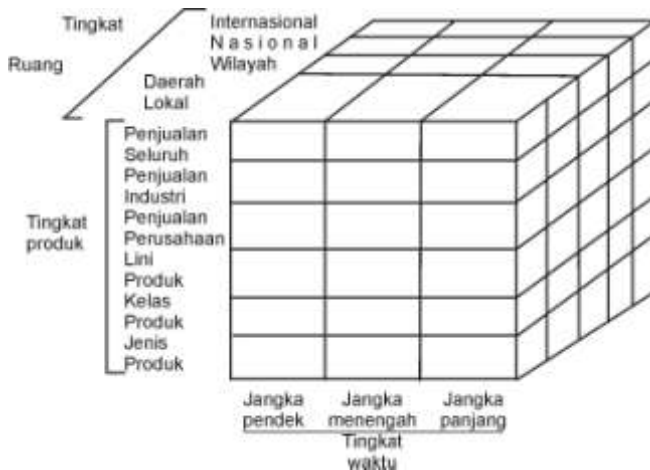 Tingkat
Ruang
Internasional
N a s i o n a l
Wilayah
Daerah
Lokal
Tingkat
produk
Penjualan
Seluruh
Penjualan
Industri
Penjualan
Perusahaan
Lini
Produk
Kelas
Produk
Jenis
Produk
Jangka Jangka Jangka
pendek menengah panjang
Tingkat
waktu